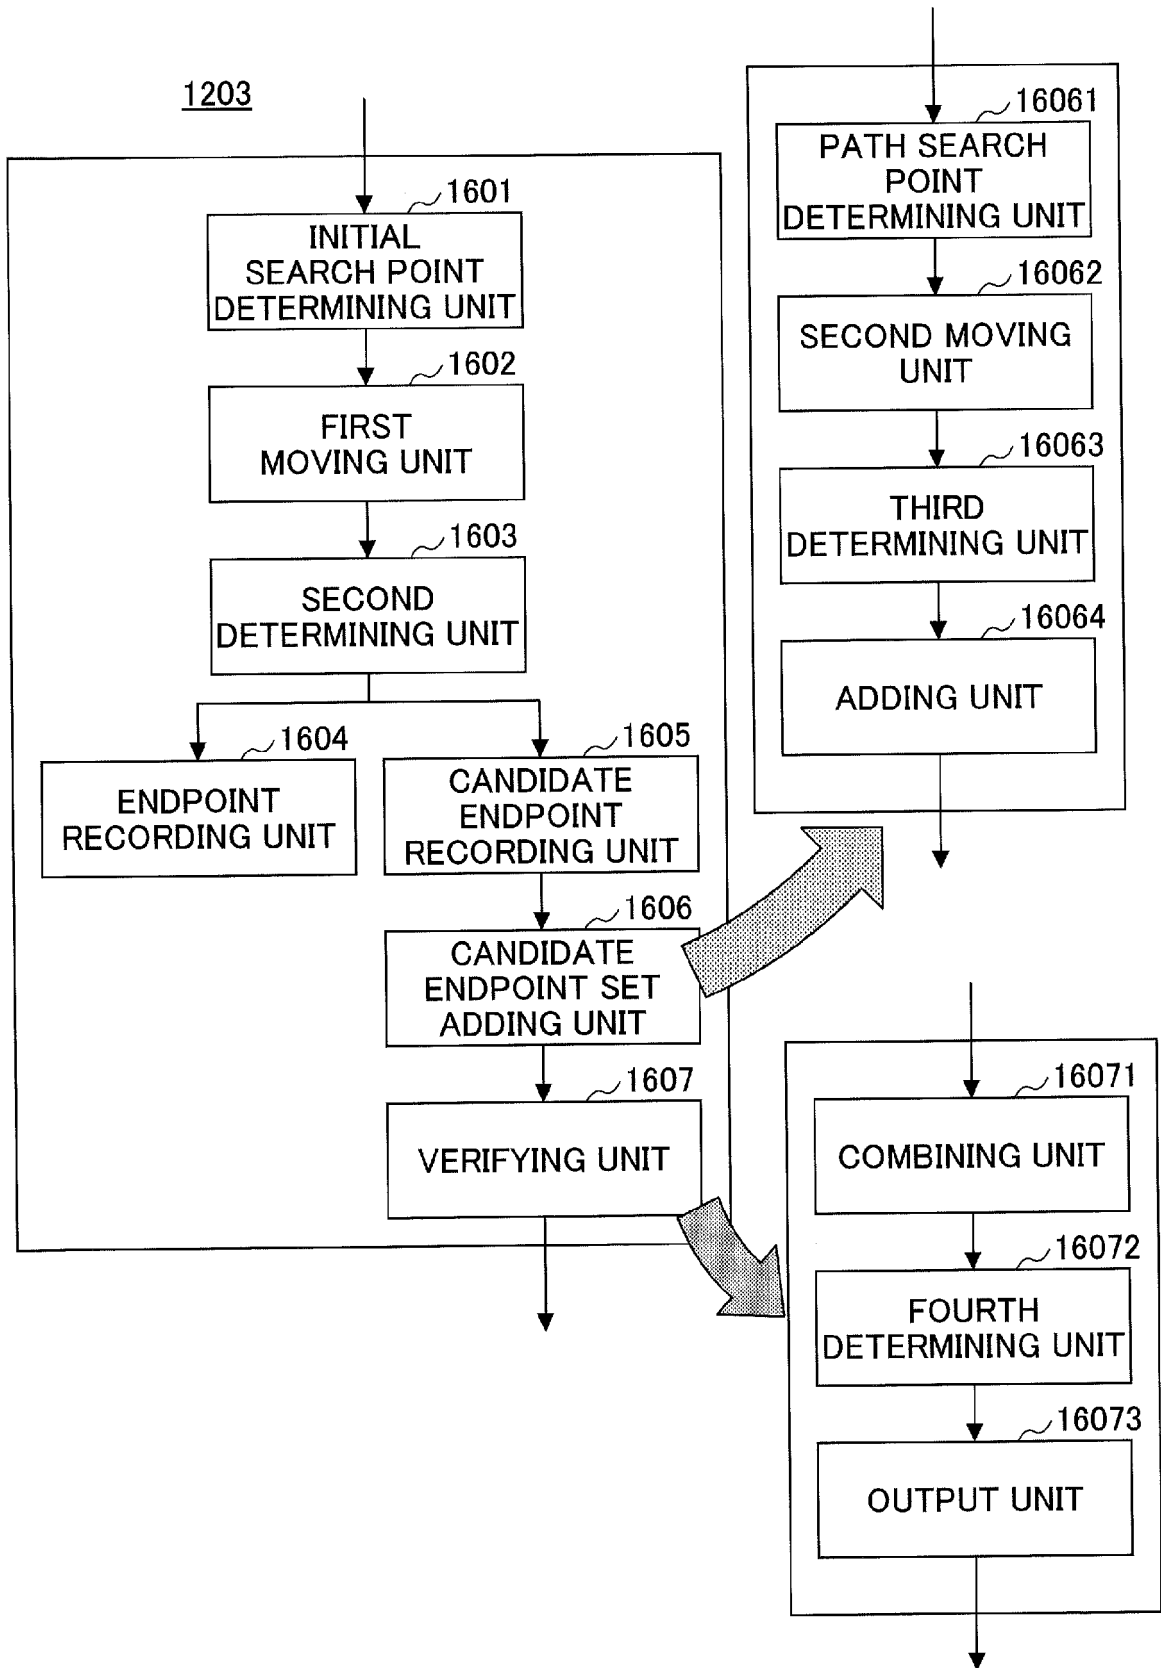 1203
1601
INITIAL
SEARCH POINT
DETERMINING UNIT
1602
FIRST
MOVING UNIT
1603
SECOND
DETERMINING UNIT
1604
ENDPOINT
RECORDING UNIT
1605
CANDIDATE
ENDPOINT
RECORDING UNIT
1606
CANDIDATE
ENDPOINT SET
ADDING UNIT
1607
VERIFYING UNIT
16061
PATH SEARCH
POINT
DETERMINING UNIT
16062
SECOND MOVING
UNIT
16063
THIRD
DETERMINING UNIT
16064
ADDING UNIT
16071
COMBINING UNIT
16072
FOURTH
DETERMINING UNIT
16073
OUTPUT UNIT